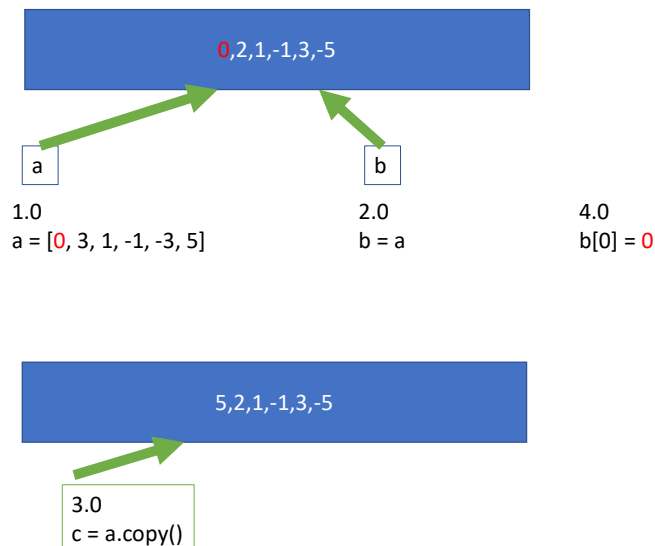 0,2,1,-1,3,-5
a
b
1.0
a = [0, 3, 1, -1, -3, 5]
2.0
b = a
4.0
b[0] = 0
5,2,1,-1,3,-5
3.0
c = a.copy()